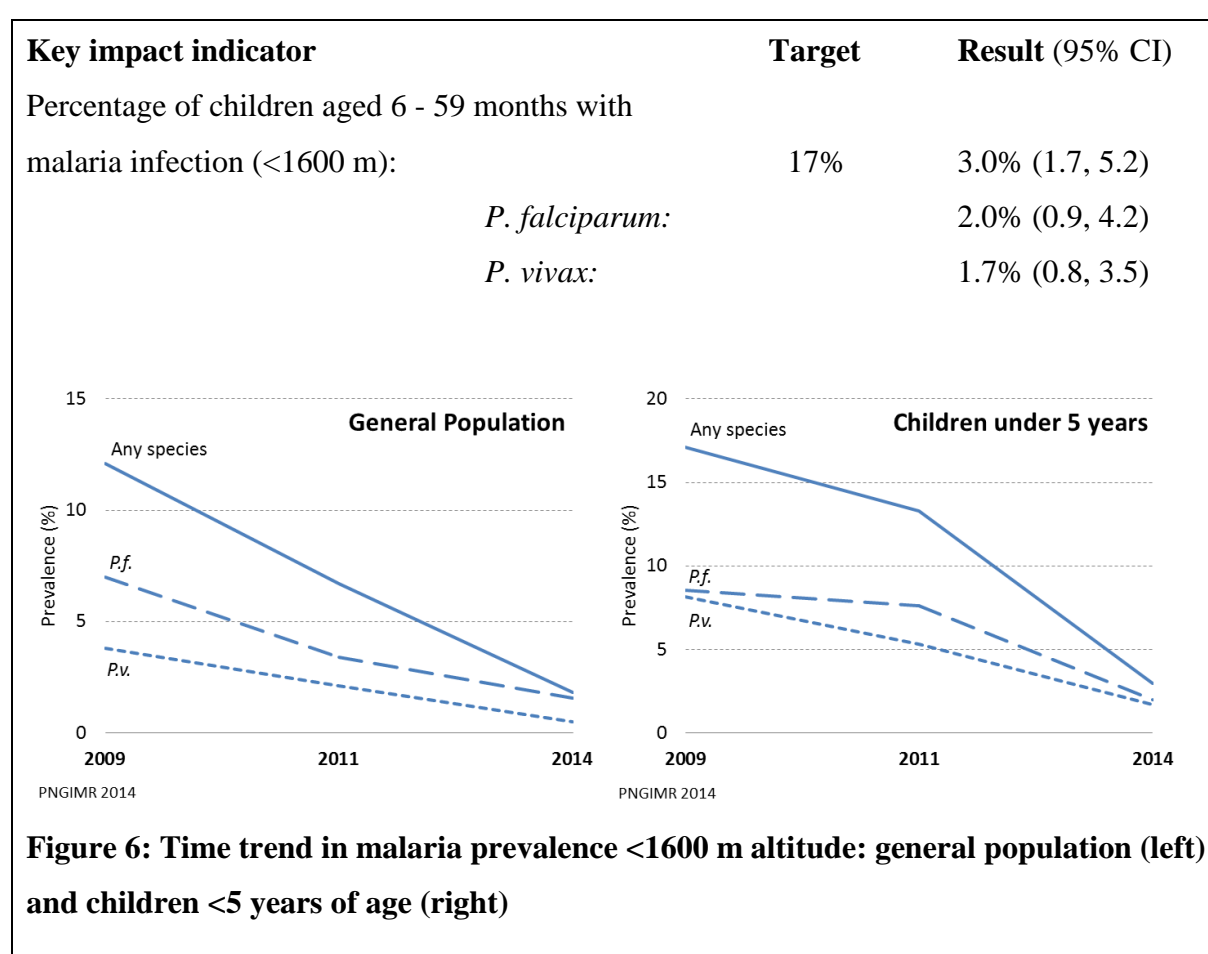 Key impact indicator Target Result (95% CI)
Percentage of children aged 6 - 59 months with
malaria infection (<1600 m): 17% 3.0% (1.7, 5.2)
P. falciparum: 2.0% (0.9, 4.2)
P. vivax: 1.7% (0.8, 3.5)
General Population
Prevalence (%)
15
10
5
0
Any species
P.f.
P.v.
2009 2011 2014
PNGIMR 2014
Children under 5 years
Prevalence (%)
20
15
10
5
0
Any species
P.f.
P.v.
2009 2011 2014
PNGIMR 2014
Figure 6: Time trend in malaria prevalence <1600 m altitude: general population (left)
and children <5 years of age (right)